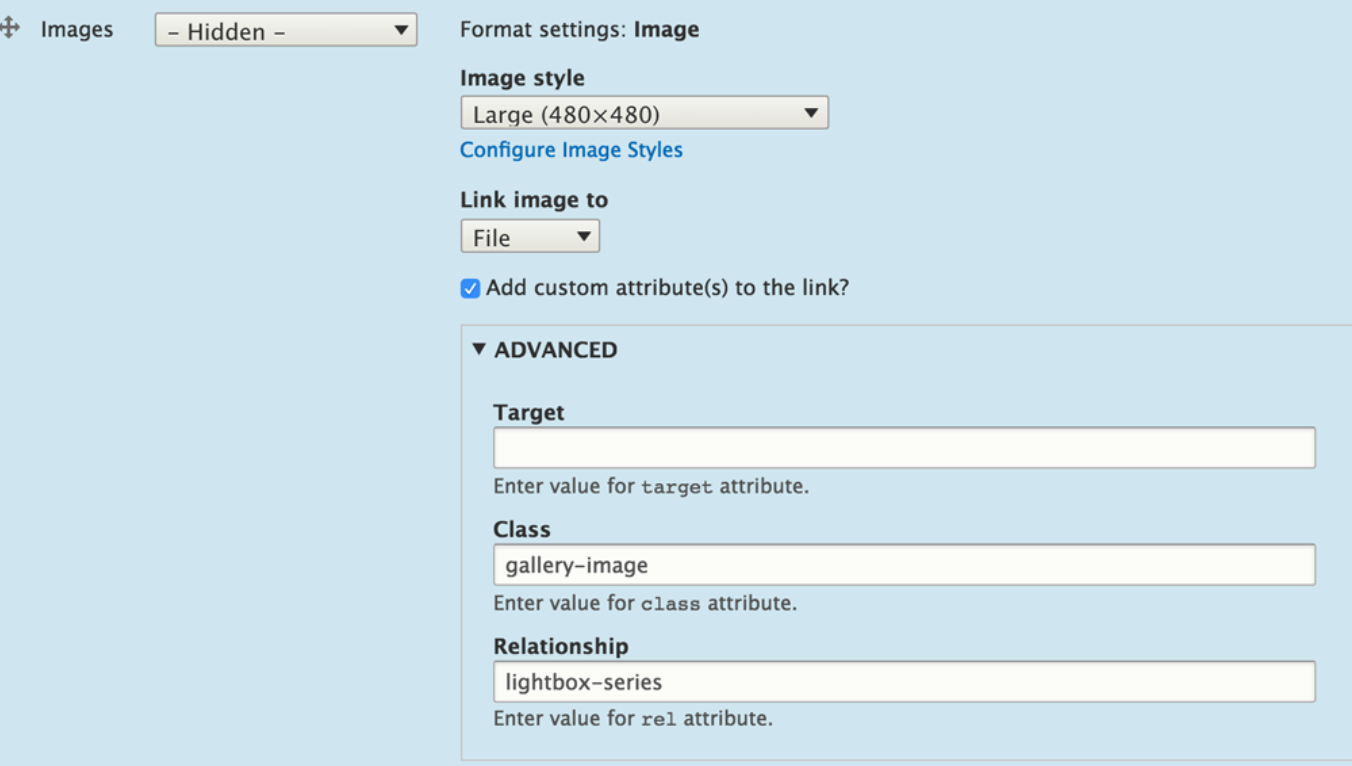 Images – Hidden – Format settings: Image
Image style
Large (480×480)
Configure Image Styles
Link image to
File
Add custom attribute(s) to the link?
ADVANCED
Target
Enter value for target attribute.
Class
gallery-image
Enter value for class attribute.
Relationship
lightbox-series
Enter value for rel attribute.